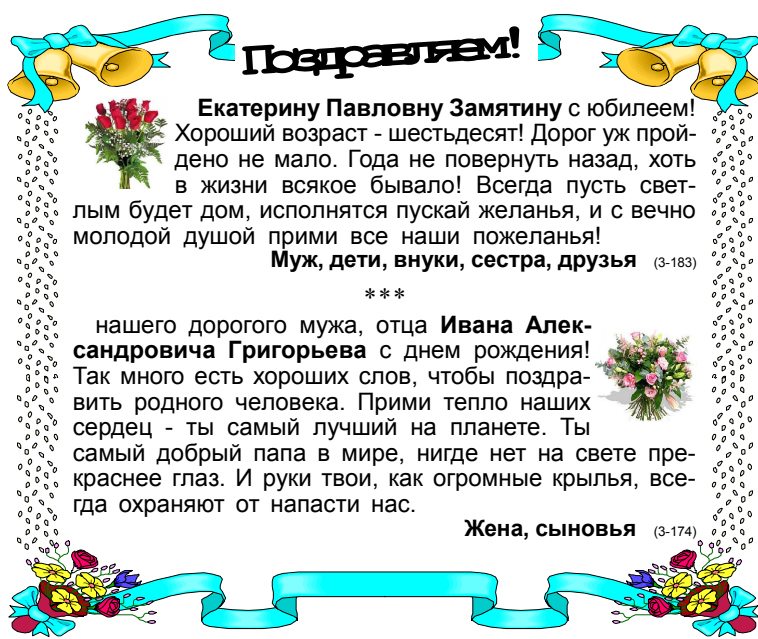 Поздравляем!
Екатерину Павловну Замятину с юбилеем!
Хороший возраст - шестьдесят! Дорог уж прой-
дено не мало. Года не повернуть назад, хоть
в жизни всякое бывало! Всегда пусть свет-
лым будет дом, исполнятся пускай желанья, и с вечно
молодой душой прими все наши пожеланья!
Муж, дети, внуки, сестра, друзья (3-183)
***
нашего дорогого мужа, отца Ивана Алек-
сандровича Григорьева с днем рождения!
Так много есть хороших слов, чтобы поздра-
вить родного человека. Прими тепло наших
сердец - ты самый лучший на планете. Ты
самый добрый папа в мире, нигде нет на свете пре-
краснее глаз. И руки твои, как огромные крылья, все-
гда охраняют от напасти нас.
Жена, сыновья (3-174)